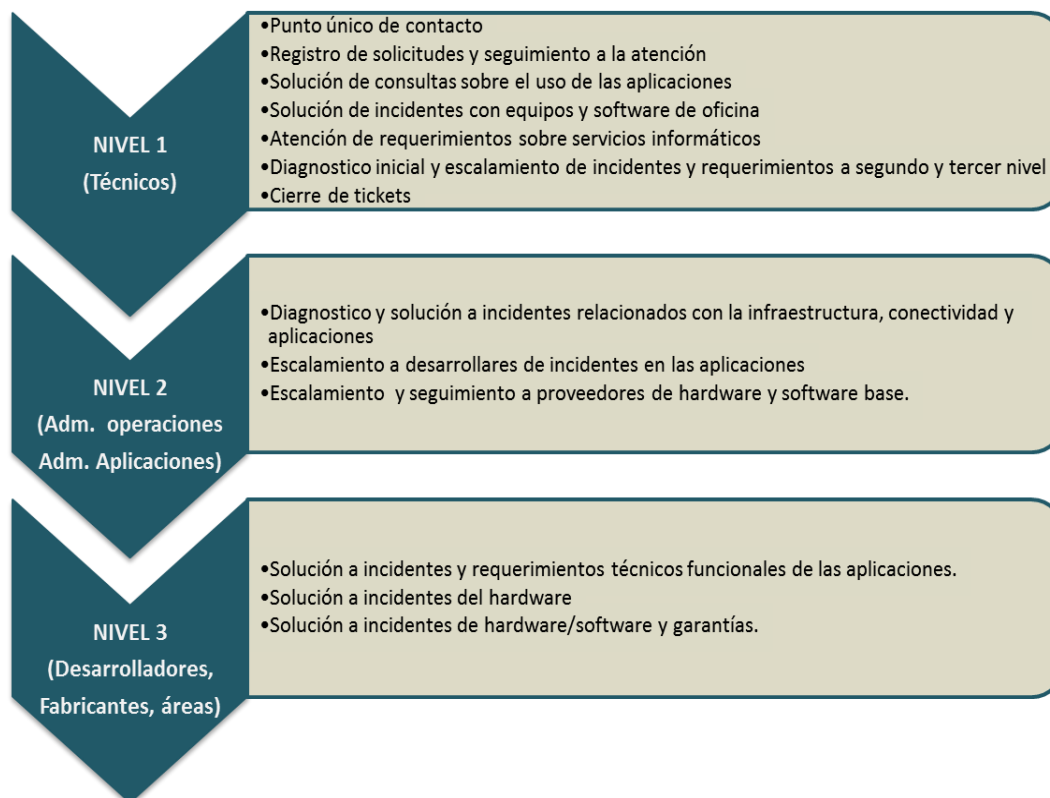 NIVEL 1
(Técnicos)
•Punto único de contacto
•Registro de solicitudes y seguimiento a la atención
•Solución de consultas sobre el uso de las aplicaciones
•Solución de incidentes con equipos y software de oficina
•Atención de requerimientos sobre servicios informáticos
•Diagnostico inicial y escalamiento de incidentes y requerimientos a segundo y tercer nivel
•Cierre de tickets
NIVEL 2
(Adm. operaciones
Adm. Aplicaciones)
•Diagnostico y solución a incidentes relacionados con la infraestructura, conectividad y
aplicaciones
•Escalamiento a desarrollares de incidentes en las aplicaciones
•Escalamiento y seguimiento a proveedores de hardware y software base.
NIVEL 3
(Desarrolladores,
Fabricantes, áreas)
•Solución a incidentes y requerimientos técnicos funcionales de las aplicaciones.
•Solución a incidentes del hardware
•Solución a incidentes de hardware/software y garantías.